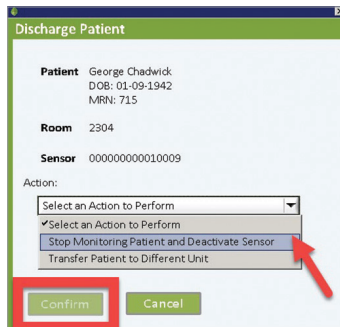 Discharge Patient
Patient George Chadwick
DOB: 01-09-1942
MRN: 715
Room 2304
Sensor 000000000010009
Action:
Select an Action to Perform
✔Select an Action to Perform
Stop Monitoring Patient and Deactivate Sensor
Transfer Patient to Different Unit
Confirm Cancel